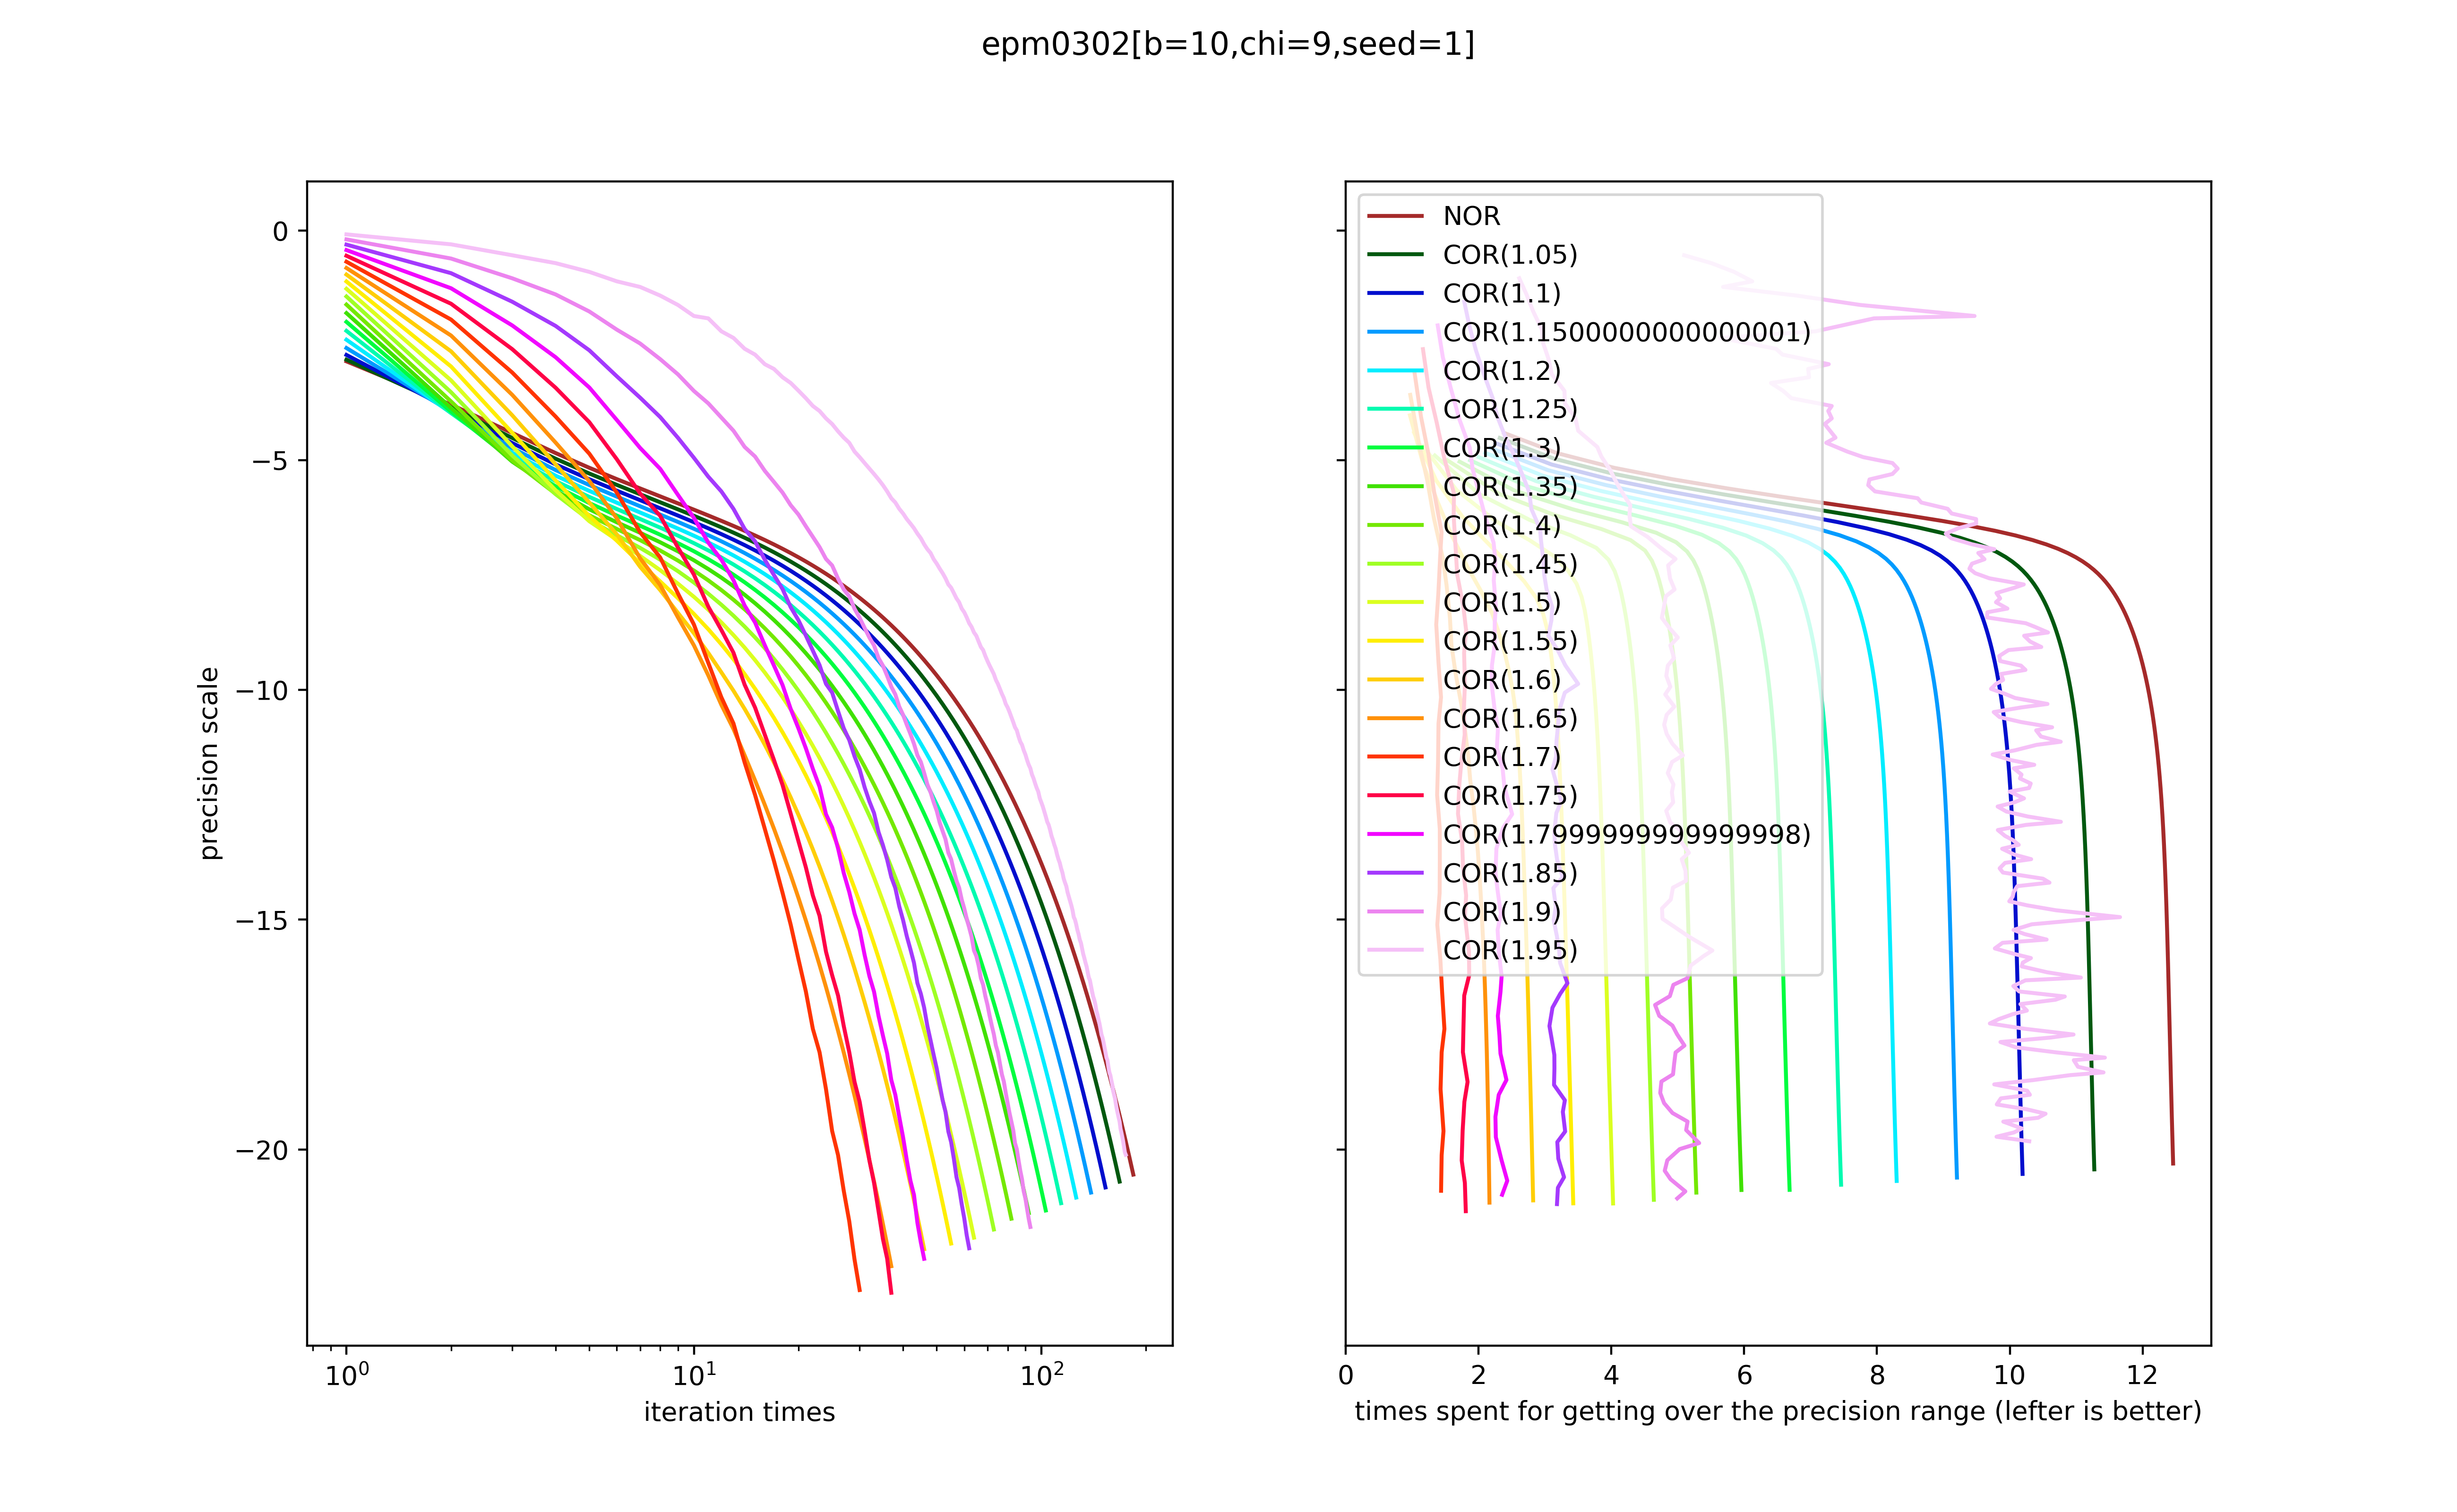 epm0302[b=10,chi=9,seed=1]
precision scale
0
−5
−10
−15
−20
10⁰
10¹
10²
iteration times
NOR
COR(1.05)
COR(1.1)
COR(1.1500000000000001)
COR(1.2)
COR(1.25)
COR(1.3)
COR(1.35)
COR(1.4)
COR(1.45)
COR(1.5)
COR(1.55)
COR(1.6)
COR(1.65)
COR(1.7)
COR(1.75)
COR(1.7999999999999998)
COR(1.85)
COR(1.9)
COR(1.95)
0 2 4 6 8 10 12
times spent for getting over the precision range (lefter is better)